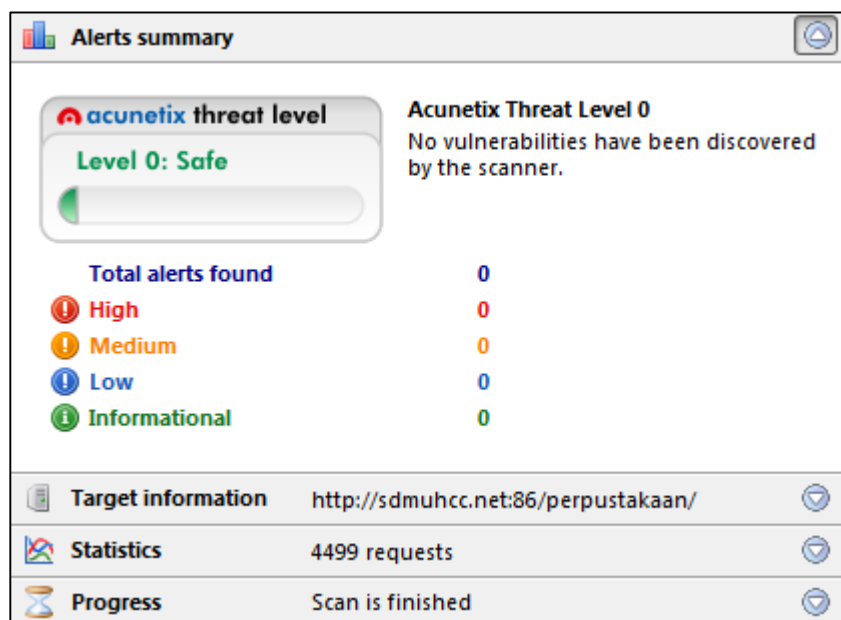 Alerts summary
acunetix threat level
Level 0: Safe
Acunetix Threat Level 0
No vulnerabilities have been discovered
by the scanner.
Total alerts found 0
High 0
Medium 0
Low 0
Informational 0
Target information http://sdmuhcc.net:86/perpustakaan/
Statistics 4499 requests
Progress Scan is finished